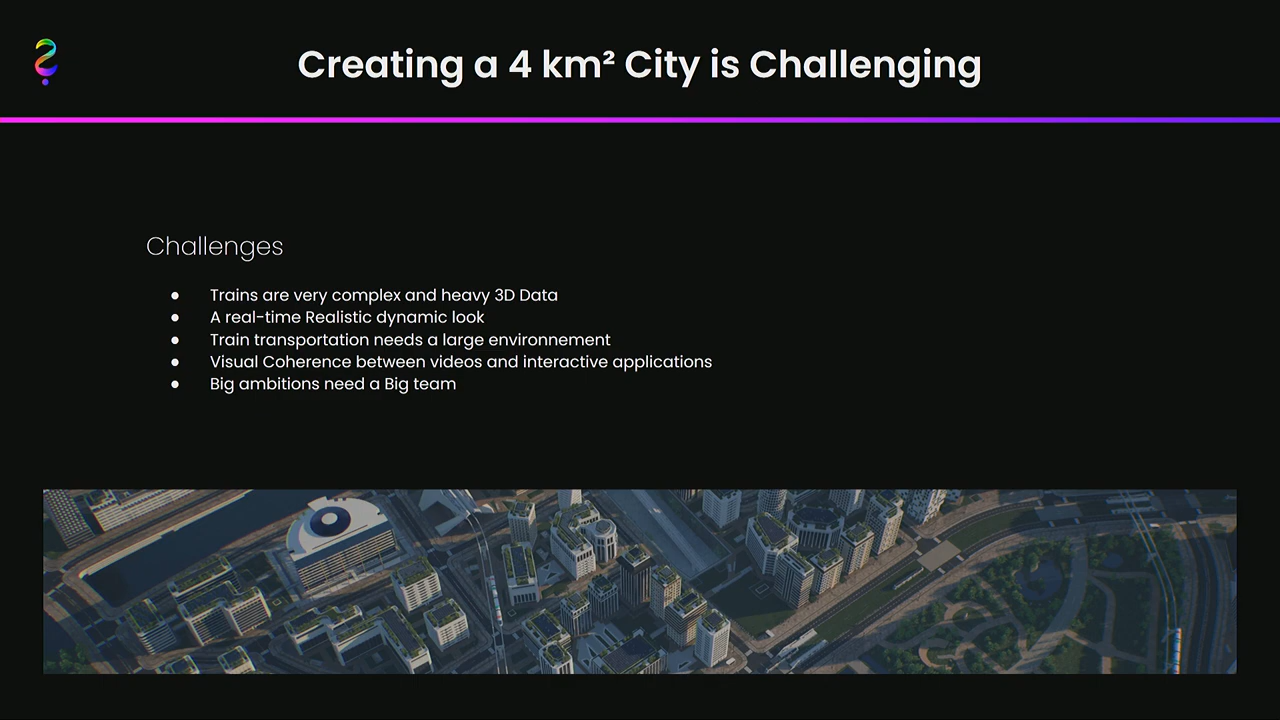 Creating a 4 km² City is Challenging
Challenges
● Trains are very complex and heavy 3D Data
● A real-time Realistic dynamic look
● Train transportation needs a large environnement
● Visual Coherence between videos and interactive applications
● Big ambitions need a Big team